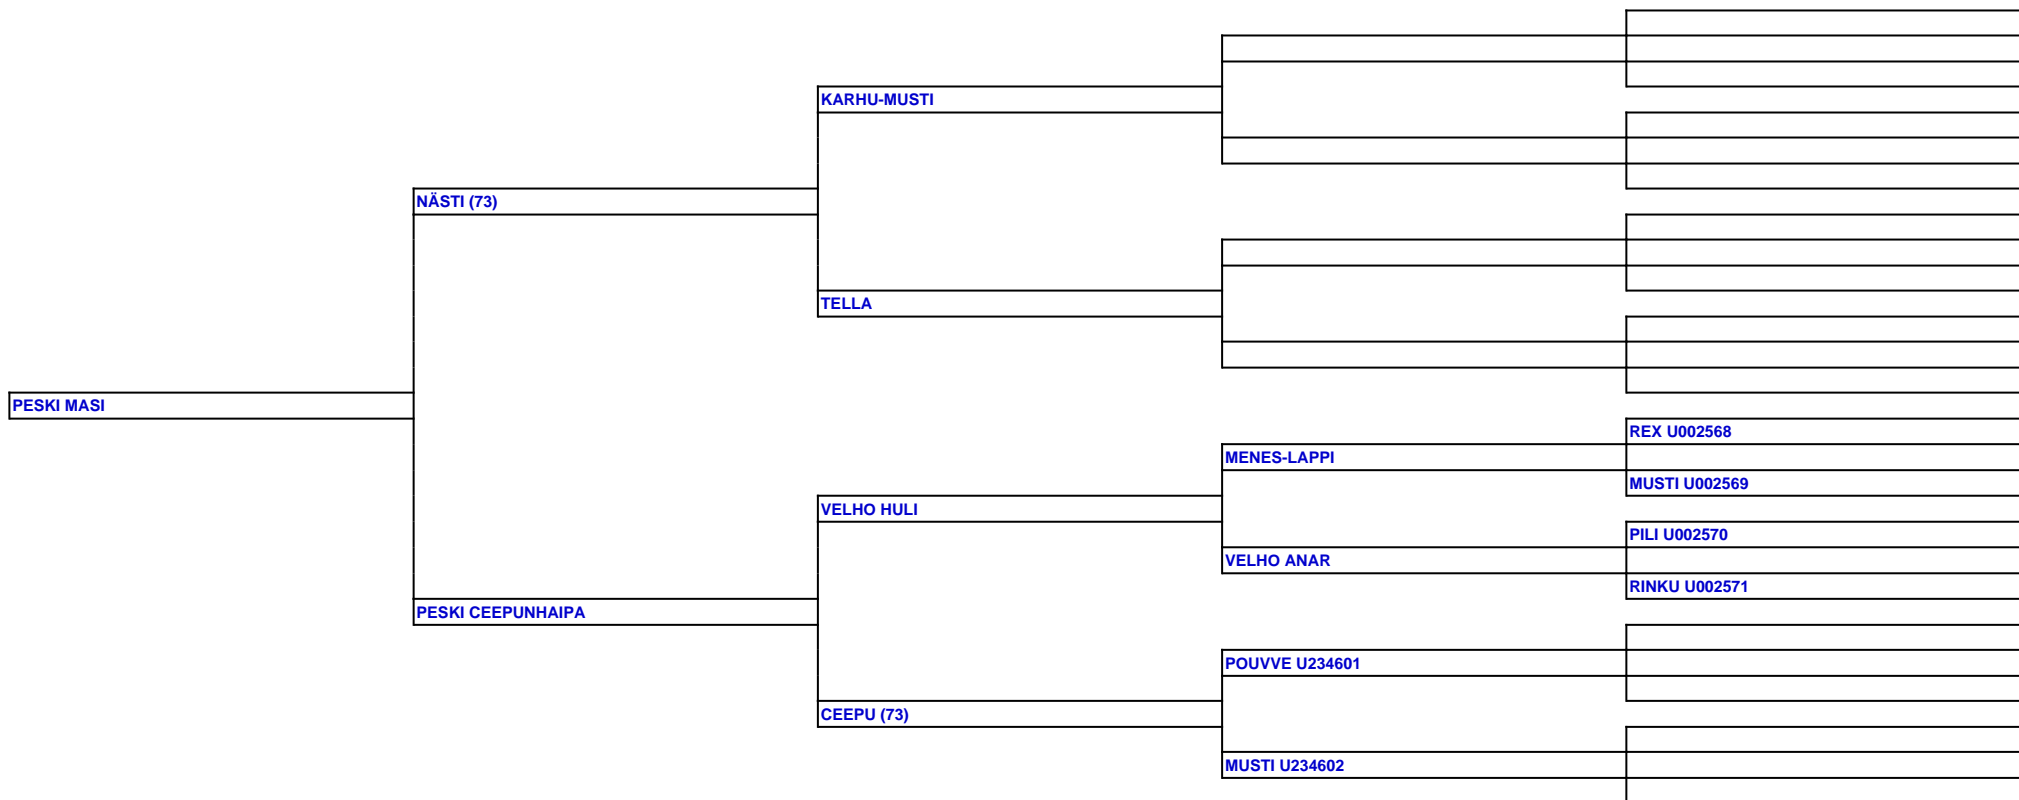 KARHU-MUSTI
NÄSTI (73)
TELLA
PESKI MASI
REX U002568
MENES-LAPPI
MUSTI U002569
VELHO HULI
PILI U002570
VELHO ANAR
RINKU U002571
PESKI CEEPUNHAIPA
POUVVE U234601
CEEPU (73)
MUSTI U234602